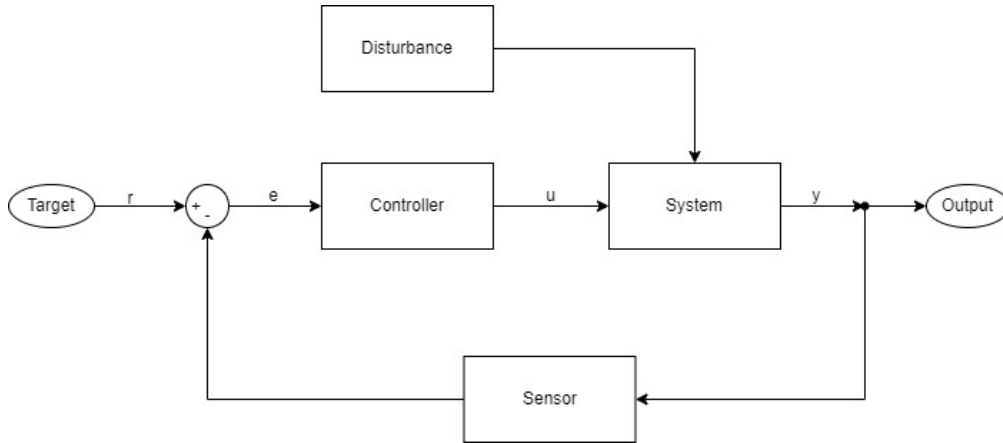 Disturbance
Target
r
+
-
e
Controller
u
System
y
Output
Sensor